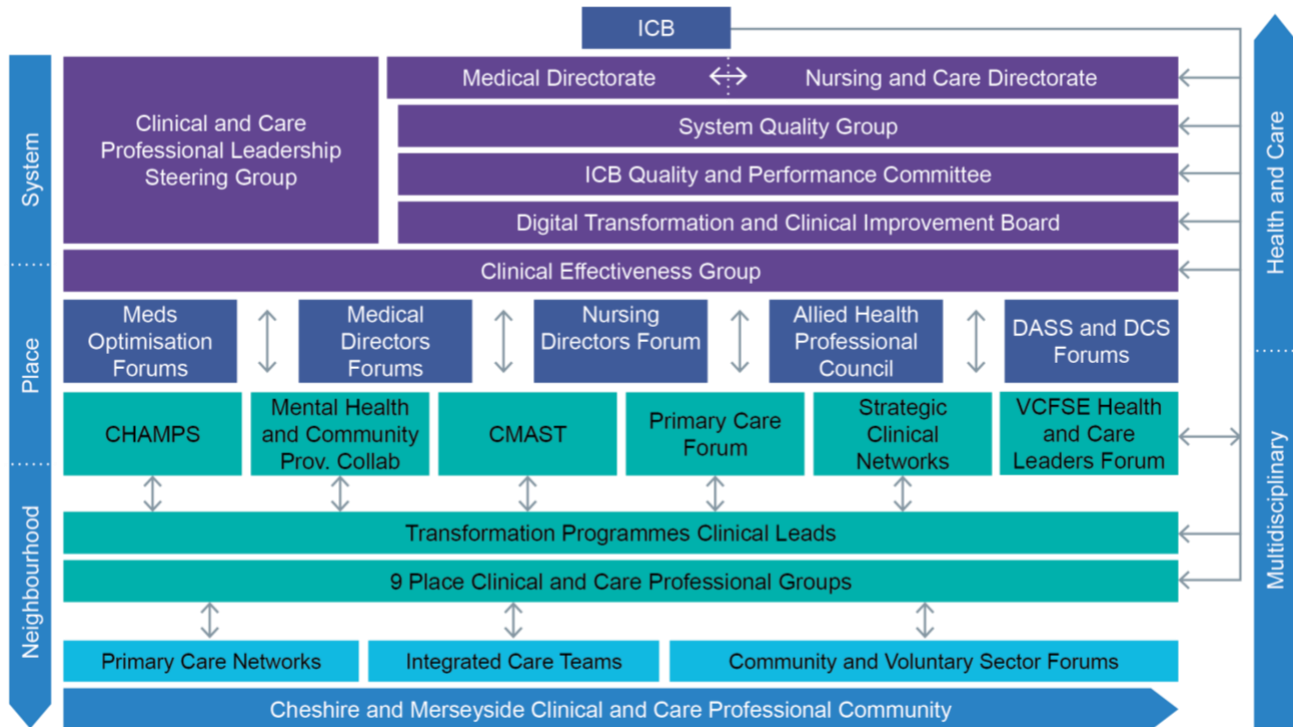 ICB
System
Clinical and Care
Professional Leadership
Steering Group
Medical Directorate
Nursing and Care Directorate
System Quality Group
ICB Quality and Performance Committee
Digital Transformation and Clinical Improvement Board
Clinical Effectiveness Group
Health and Care
Place
Meds
Optimisation
Forums
Medical
Directors
Forums
Nursing
Directors Forum
Allied Health
Professional
Council
DASS and DCS
Forums
CHAMPS
Mental Health
and Community
Prov. Collab
CMAST
Primary Care
Forum
Strategic
Clinical
Networks
VCFSE Health
and Care
Leaders Forum
Neighbourhood
Multidisciplinary
Transformation Programmes Clinical Leads
9 Place Clinical and Care Professional Groups
Primary Care Networks
Integrated Care Teams
Community and Voluntary Sector Forums
Cheshire and Merseyside Clinical and Care Professional Community